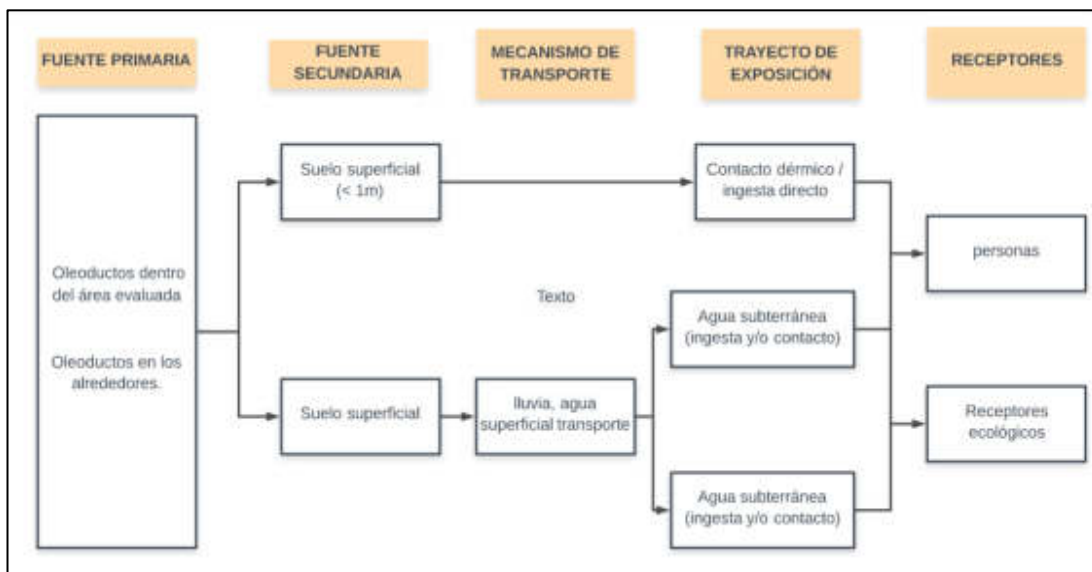 FUENTE PRIMARIA
FUENTE
SECUNDARIA
MECANISMO DE
TRANSPORTE
TRAYECTO DE
EXPOSICIÓN
RECEPTORES
Oleoductos dentro
del área evaluada
Oleoductos en los
alrededores.
Suelo superficial
(< 1m)
Contacto dérmico /
ingesta directo
personas
Texto
Agua subterránea
(ingesta y/o contacto)
Suelo superficial
lluvia, agua
superficial transporte
Receptores
ecológicos
Agua subterránea
(ingesta y/o contacto)